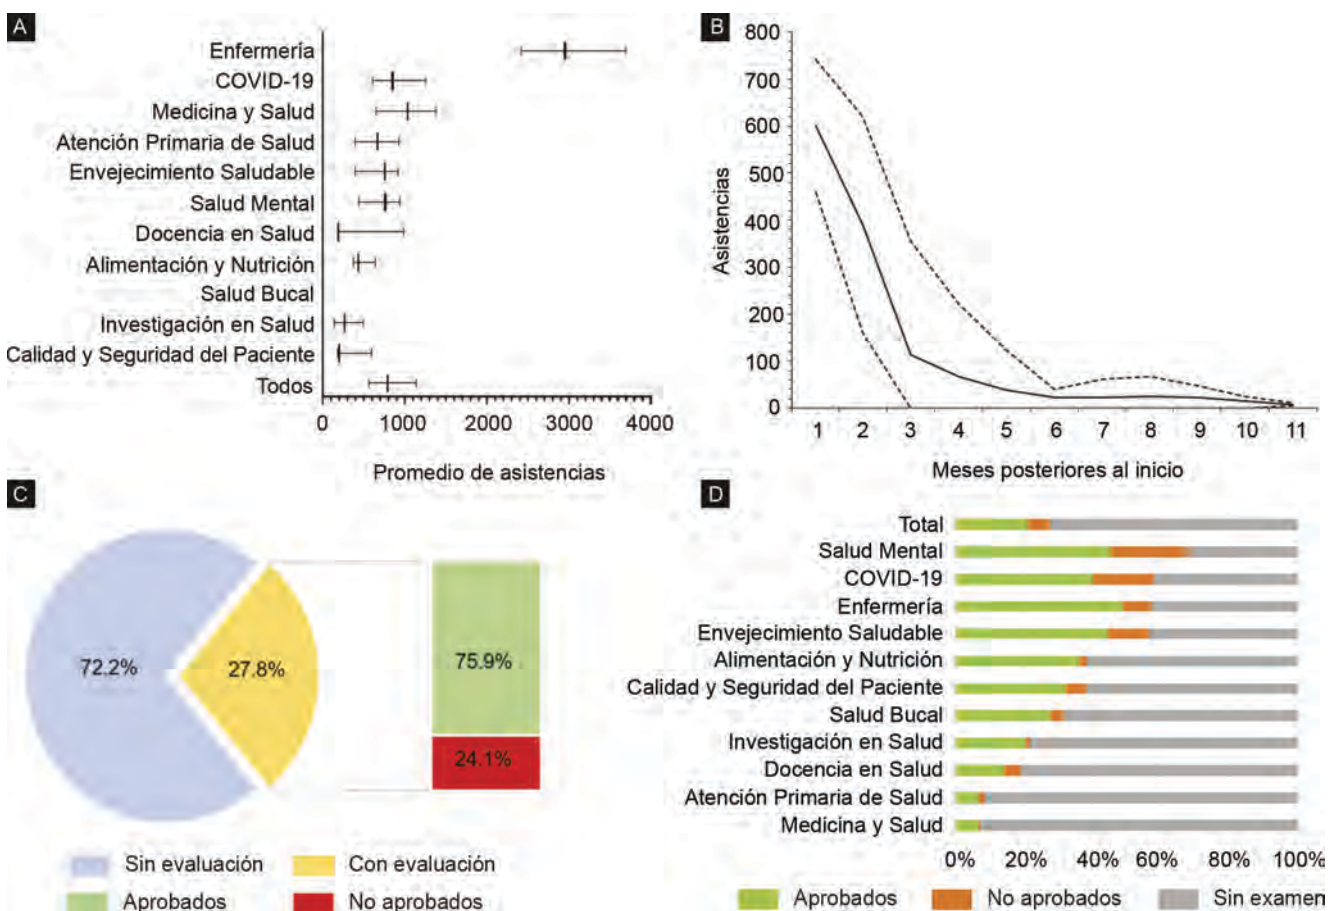 A
Enfermería
COVID-19
Medicina y Salud
Atención Primaria de Salud
Envejecimiento Saludable
Salud Mental
Docencia en Salud
Alimentación y Nutrición
Salud Bucal
Investigación en Salud
Calidad y Seguridad del Paciente
Todos
0 1000 2000 3000 4000
Promedio de asistencias
B
800
700
600
500
400
300
200
100
0
Asistencias
1 2 3 4 5 6 7 8 9 10 11
Meses posteriores al inicio
C
72.2%
27.8%
75.9%
24.1%
Sin evaluación
Con evaluación
Aprobados
No aprobados
D
Total
Salud Mental
COVID-19
Enfermería
Envejecimiento Saludable
Alimentación y Nutrición
Calidad y Seguridad del Paciente
Salud Bucal
Investigación en Salud
Docencia en Salud
Atención Primaria de Salud
Medicina y Salud
0% 20% 40% 60% 80% 100%
Aprobados
No aprobados
Sin examen